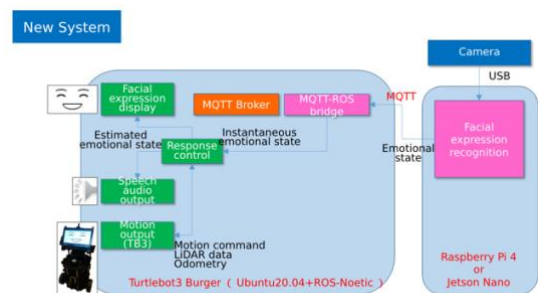 New System
Camera
USB
Facial
expression
display
MQTT Broker
MQTT-ROS
bridge
MQTT
Facial
expression
recognition
Estimated
emotional state
Instantaneous
emotional state
Response
control
Emotional
state
Speech
audio
output
Motion
output
(TB3)
Motion command
LiDAR data
Odometry
Raspberry Pi 4
or
Jetson Nano
Turtlebot3 Burger ( Ubuntu20.04+ROS-Noetic )